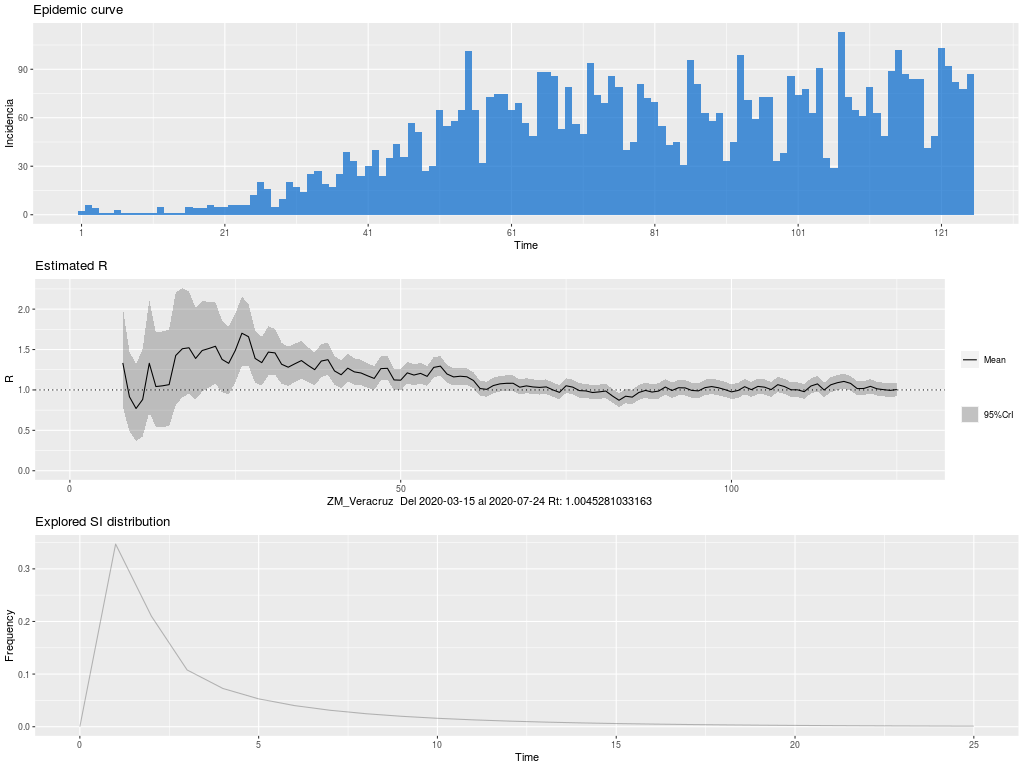 Epidemic curve
90
60
30
0
Incidencia
1 21 41 61 81 101 121
Time
Estimated R
2.0
1.5
1.0
0.5
0.0
R
Mean
95%CrI
0 50 100
ZM_Veracruz Del 2020-03-15 al 2020-07-24 Rt: 1.0045281033163
Explored SI distribution
0.3
0.2
0.1
0.0
Frequency
0 5 10 15 20 25
Time